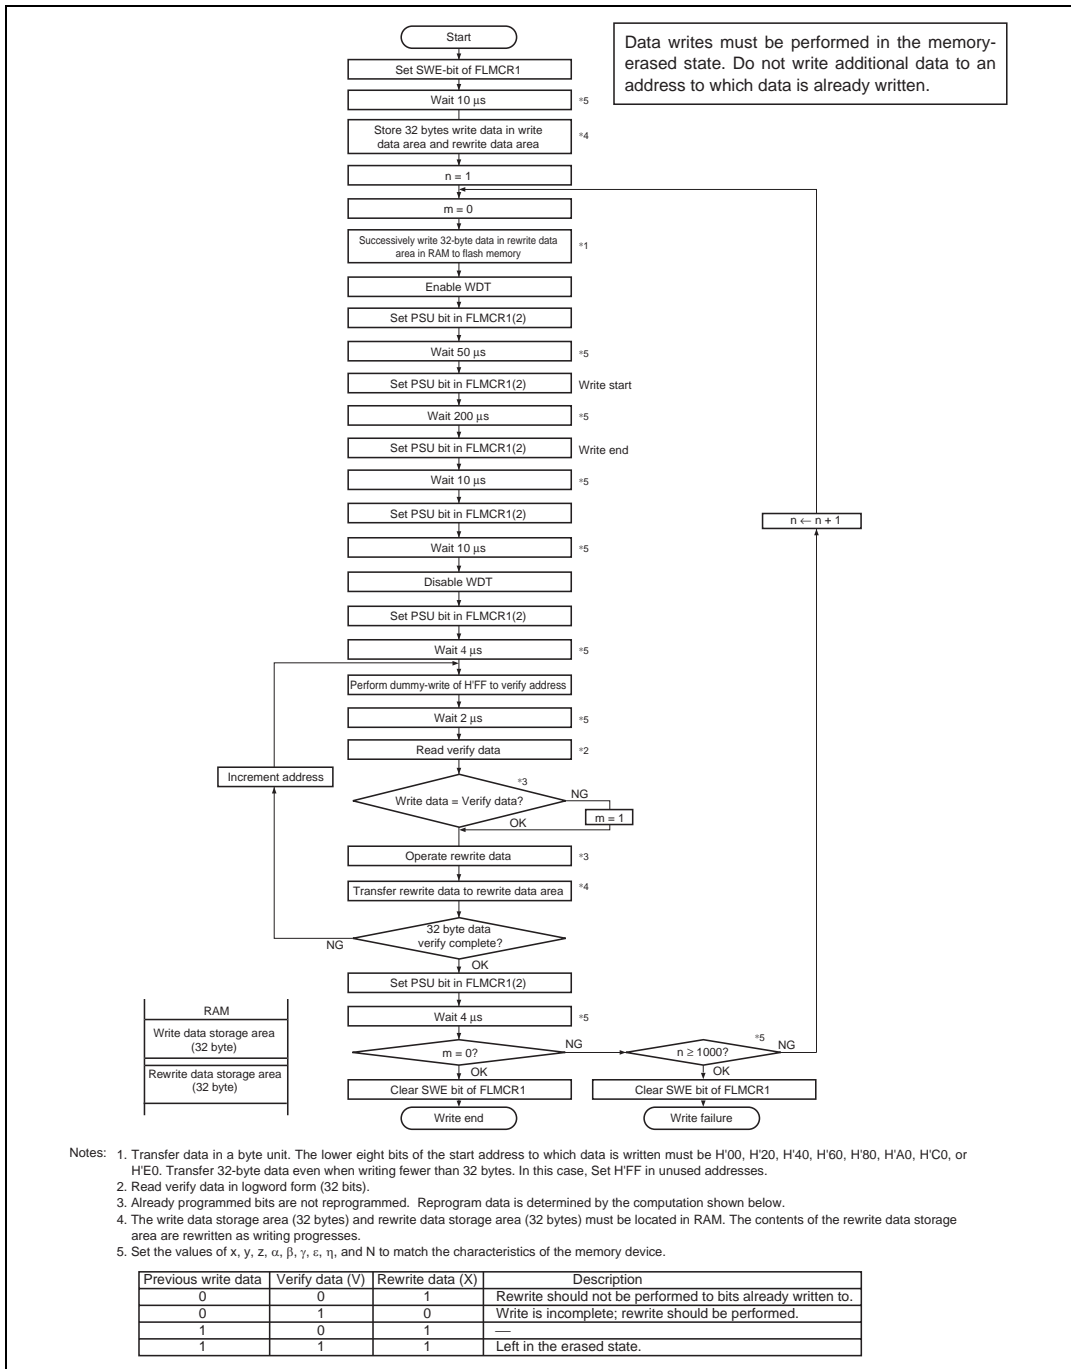 Start
Data writes must be performed in the memory-
erased state. Do not write additional data to an
address to which data is already written.
Set SWE-bit of FLMCR1
Wait 10 μs
*5
Store 32 bytes write data in write
data area and rewrite data area
*4
n = 1
m = 0
Successively write 32-byte data in rewrite data
area in RAM to flash memory
*1
Enable WDT
Set PSU bit in FLMCR1(2)
Wait 50 μs
*5
Set PSU bit in FLMCR1(2)
Write start
Wait 200 μs
*5
Set PSU bit in FLMCR1(2)
Write end
Wait 10 μs
*5
Set PSU bit in FLMCR1(2)
n ← n + 1
Wait 10 μs
*5
Disable WDT
Set PSU bit in FLMCR1(2)
Wait 4 μs
*5
Perform dummy-write of H'FF to verify address
Wait 2 μs
*5
Read verify data
*2
Increment address
*3
Write data = Verify data?
NG
m = 1
OK
Operate rewrite data
*3
Transfer rewrite data to rewrite data area
*4
32 byte data
verify complete?
NG
OK
Set PSU bit in FLMCR1(2)
Wait 4 μs
*5
RAM
Write data storage area
(32 byte)
Rewrite data storage area
(32 byte)
m = 0?
NG
OK
n ≥ 1000?
*5
NG
OK
Clear SWE bit of FLMCR1
Clear SWE bit of FLMCR1
Write end
Write failure
Notes: 1. Transfer data in a byte unit. The lower eight bits of the start address to which data is written must be H'00, H'20, H'40, H'60, H'80, H'A0, H'C0, or
H'E0. Transfer 32-byte data even when writing fewer than 32 bytes. In this case, Set H'FF in unused addresses.
2. Read verify data in logword form (32 bits).
3. Already programmed bits are not reprogrammed. Reprogram data is determined by the computation shown below.
4. The write data storage area (32 bytes) and rewrite data storage area (32 bytes) must be located in RAM. The contents of the rewrite data storage
area are rewritten as writing progresses.
5. Set the values of x, y, z, α, β, γ, ε, η, and N to match the characteristics of the memory device.
Previous write data Verify data (V) Rewrite data (X) Description
0 0 1 Rewrite should not be performed to bits already written to.
0 1 0 Write is incomplete; rewrite should be performed.
1 0 1 —
1 1 1 Left in the erased state.